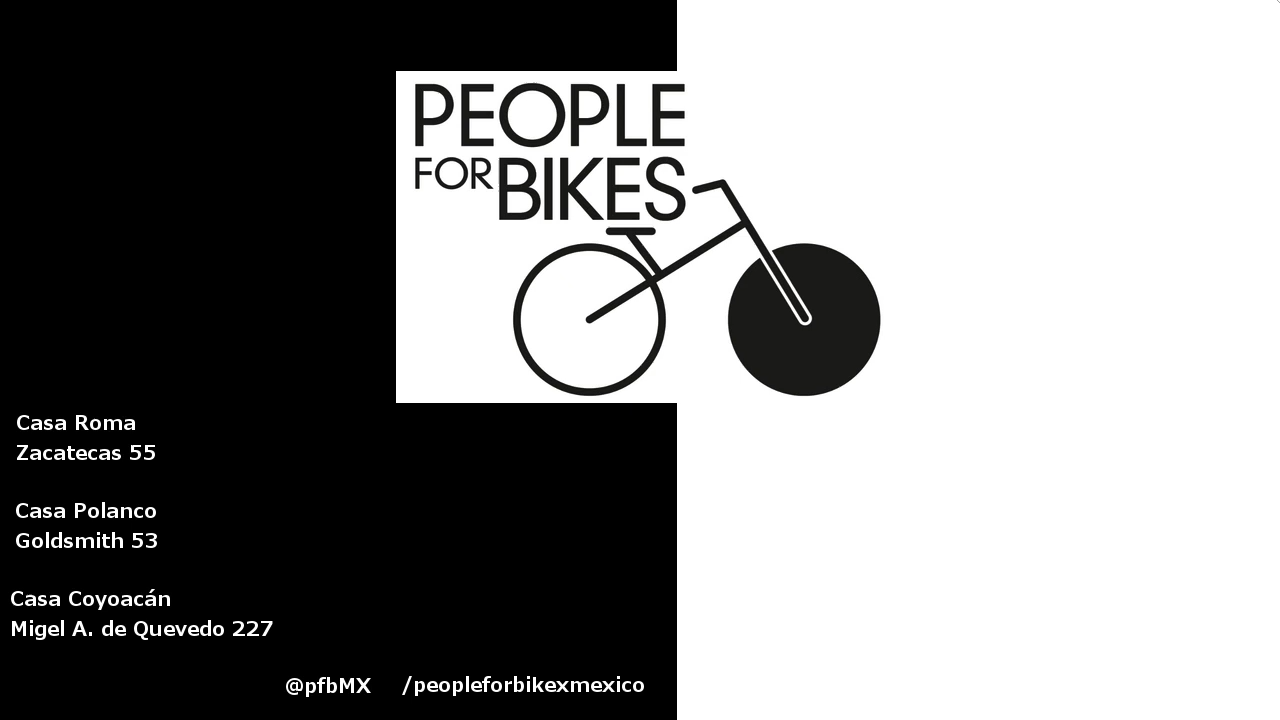 PEOPLE
FOR BIKES
Casa Roma
Zacatecas 55
Casa Polanco
Goldsmith 53
Casa Coyoacán
Migel A. de Quevedo 227
@pfbMX /peopleforbikexmexico